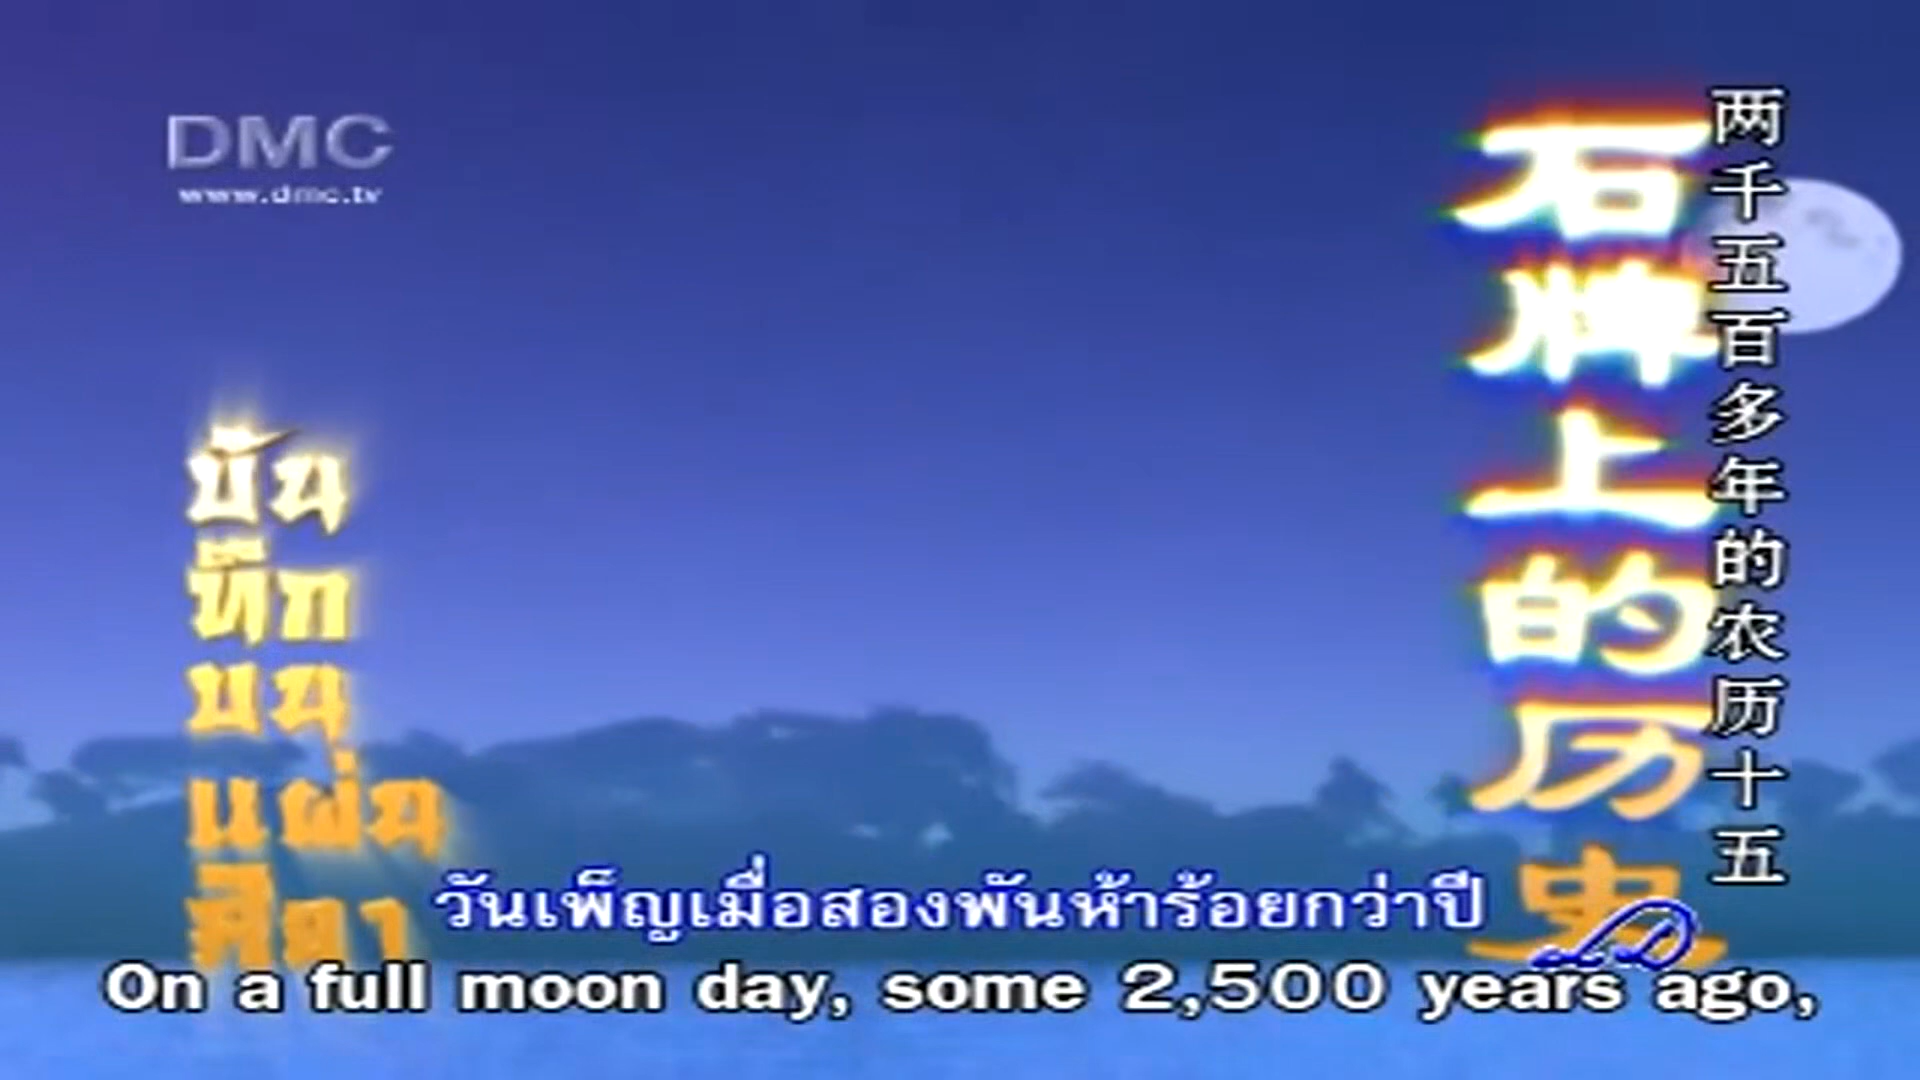 DMC
www.dmc.tv
两千五百多年的农历十五
石牌上的历史
บัน
ทึก
บน
แผ่น
ศิลา
วันเพ็ญเมื่อสองพันห้าร้อยกว่าปี
On a full moon day, some 2,500 years ago,